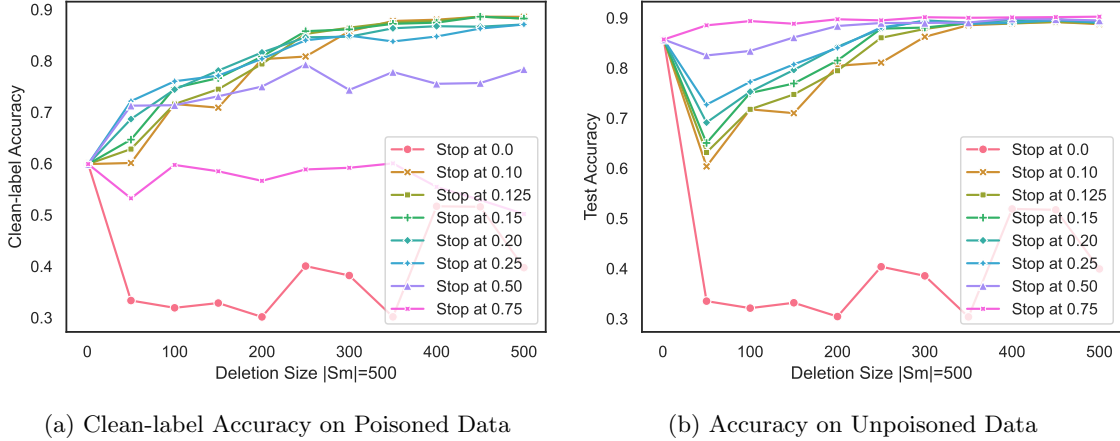 Clean-label Accuracy
0.9
0.8
0.7
0.6
0.5
0.4
0.3
Stop at 0.0
Stop at 0.10
Stop at 0.125
Stop at 0.15
Stop at 0.20
Stop at 0.25
Stop at 0.50
Stop at 0.75
0 100 200 300 400 500
Deletion Size |Sm|=500
(a) Clean-label Accuracy on Poisoned Data
Test Accuracy
0.9
0.8
0.7
0.6
0.5
0.4
0.3
Stop at 0.0
Stop at 0.10
Stop at 0.125
Stop at 0.15
Stop at 0.20
Stop at 0.25
Stop at 0.50
Stop at 0.75
0 100 200 300 400 500
Deletion Size |Sm|=500
(b) Accuracy on Unpoisoned Data